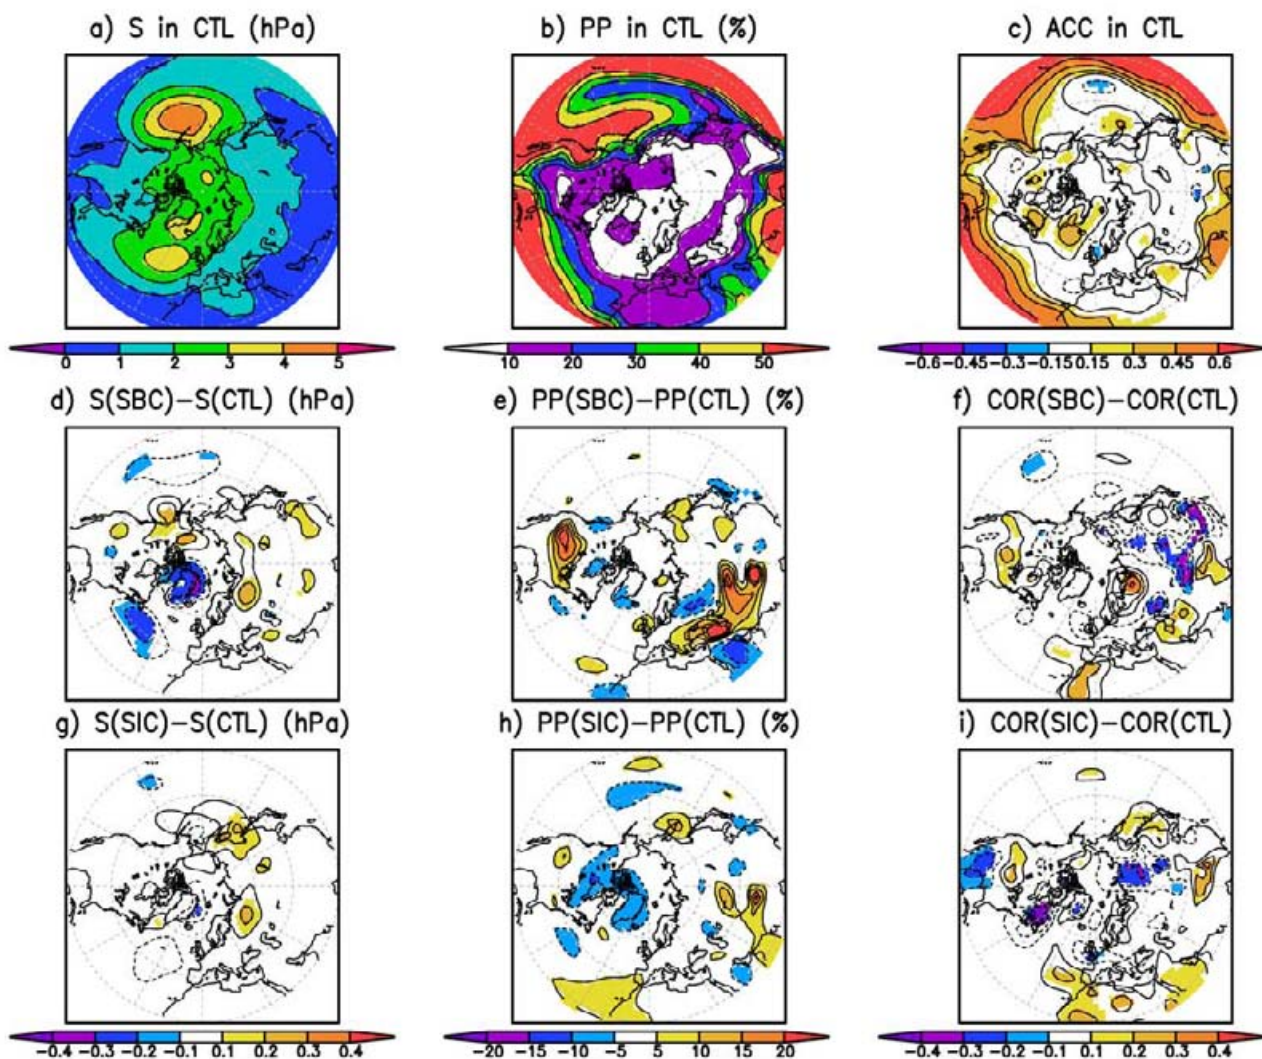 a) S in CTL (hPa)
b) PP in CTL (%)
c) ACC in CTL
0 1 2 3 4 5
10 20 30 40 50
-0.6 -0.45 -0.3 -0.15 0.15 0.3 0.45 0.6
d) S(SBC)-S(CTL) (hPa)
e) PP(SBC)-PP(CTL) (%)
f) COR(SBC)-COR(CTL)
g) S(SIC)-S(CTL) (hPa)
h) PP(SIC)-PP(CTL) (%)
i) COR(SIC)-COR(CTL)
-0.4 -0.3 -0.2 -0.1 0.1 0.2 0.3 0.4
-20 -15 -10 -5 5 10 15 20
-0.4 -0.3 -0.2 -0.1 0.1 0.2 0.3 0.4